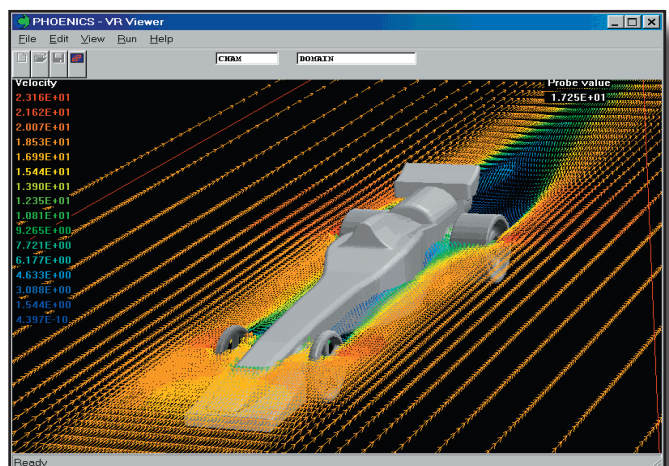 PHOENICS - VR Viewer
File Edit View Run Help
CHAM DOMAIN
Velocity
2.316E+01
2.162E+01
2.007E+01
1.853E+01
1.699E+01
1.544E+01
1.390E+01
1.235E+01
1.081E+01
9.265E+00
7.721E+00
6.177E+00
4.633E+00
3.088E+00
1.544E+00
4.397E-10
Probe value
1.725E+01
Ready